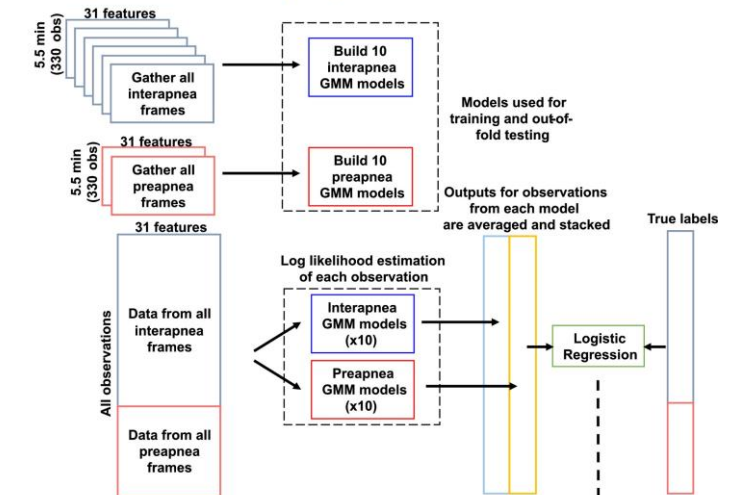 31 features
5.5 min
(330 obs)
Gather all
interapnea
frames
Build 10
interapnea
GMM models
Models used for
training and out-of-
fold testing
31 features
5.5 min
(330 obs)
Gather all
preapnea
frames
Build 10
preapnea
GMM models
Outputs for observations
from each model
are averaged and stacked
True labels
31 features
All observations
Data from all
interapnea
frames
Data from all
preapnea
frames
Log likelihood estimation
of each observation
Interapnea
GMM models
(x10)
Preapnea
GMM models
(x10)
Logistic
Regression